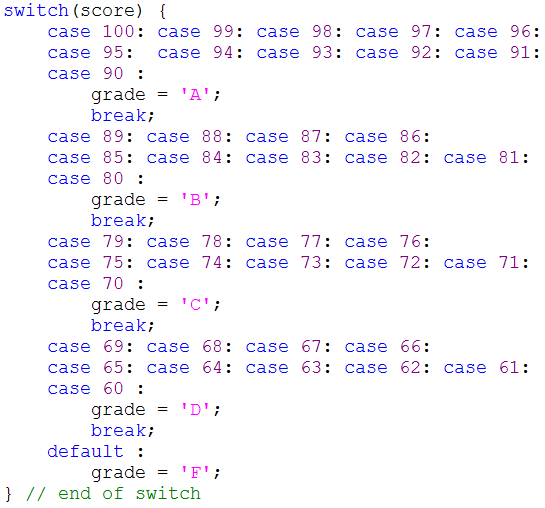 switch(score) {
    case 100: case 99: case 98: case 97: case 96:
    case 95:  case 94: case 93: case 92: case 91:
    case 90 :
        grade = 'A';
        break;
    case 89: case 88: case 87: case 86:
    case 85: case 84: case 83: case 82: case 81:
    case 80 :
        grade = 'B';
        break;
    case 79: case 78: case 77: case 76:
    case 75: case 74: case 73: case 72: case 71:
    case 70 :
        grade = 'C';
        break;
    case 69: case 68: case 67: case 66:
    case 65: case 64: case 63: case 62: case 61:
    case 60 :
        grade = 'D';
        break;
    default :
        grade = 'F';
} // end of switch